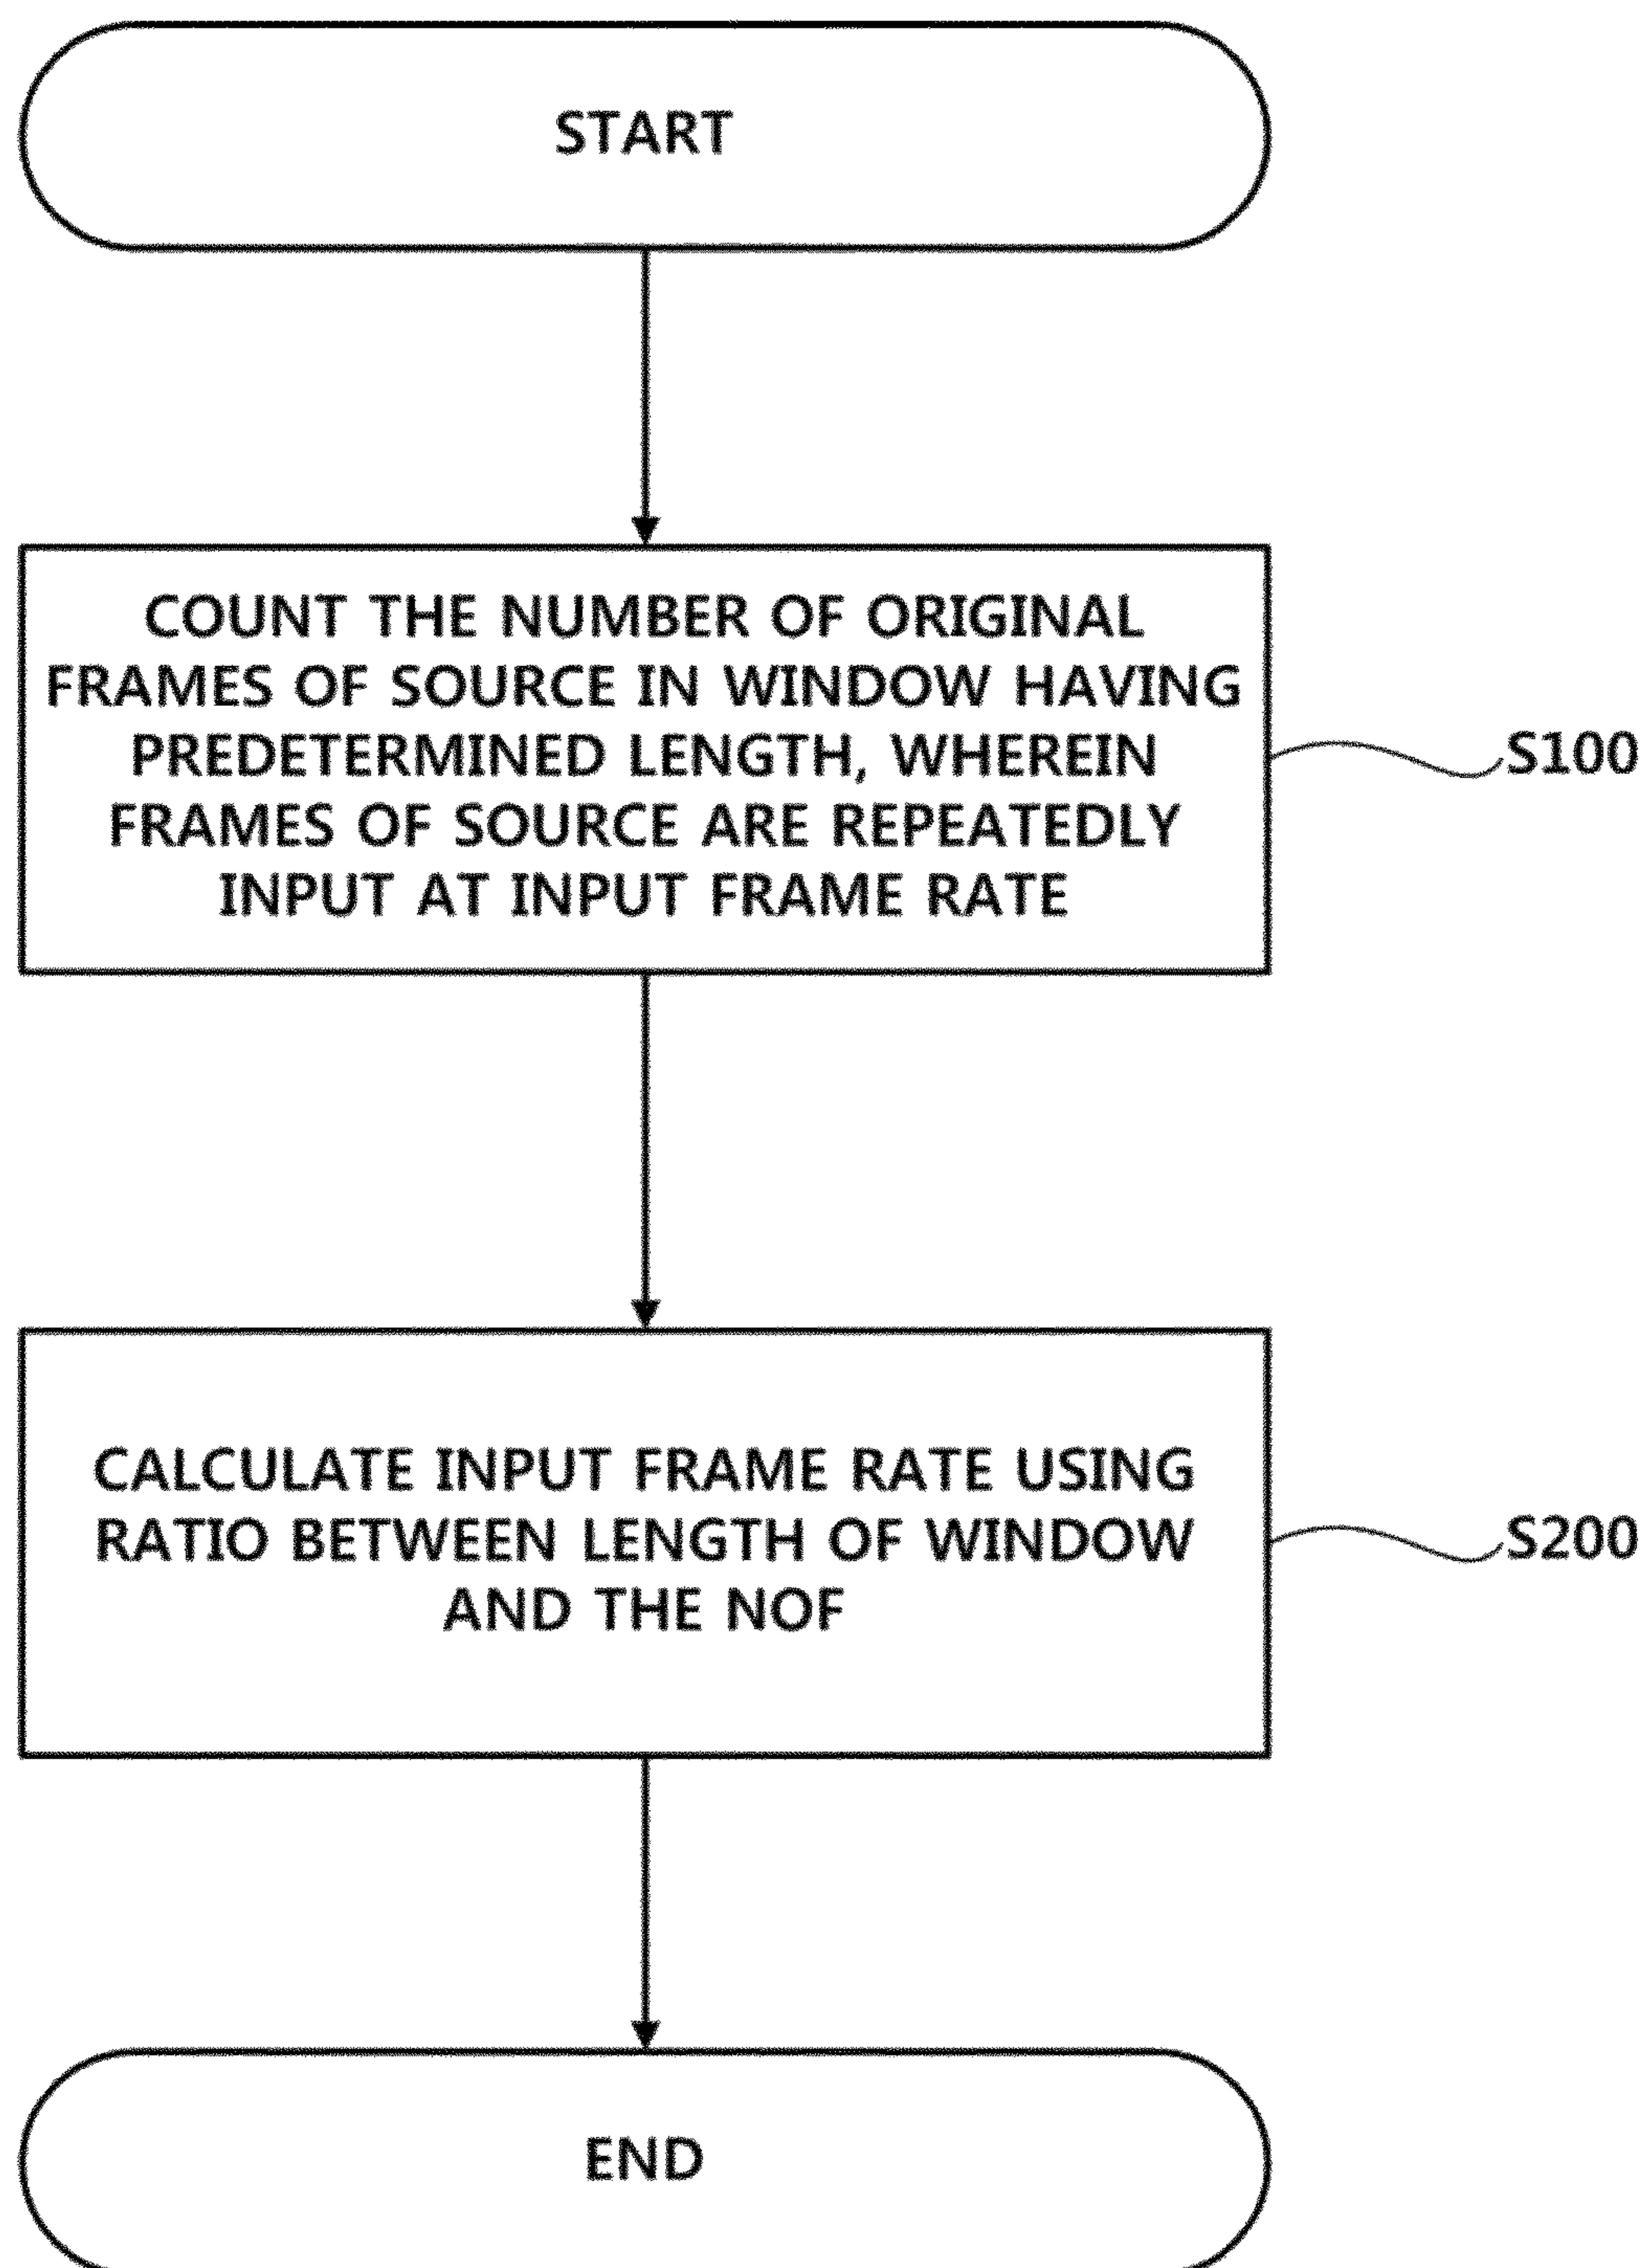 START
COUNT THE NUMBER OF ORIGINAL
FRAMES OF SOURCE IN WINDOW HAVING
PREDETERMINED LENGTH, WHEREIN
FRAMES OF SOURCE ARE REPEATEDLY
INPUT AT INPUT FRAME RATE
S100
CALCULATE INPUT FRAME RATE USING
RATIO BETWEEN LENGTH OF WINDOW
AND THE NOF
S200
END